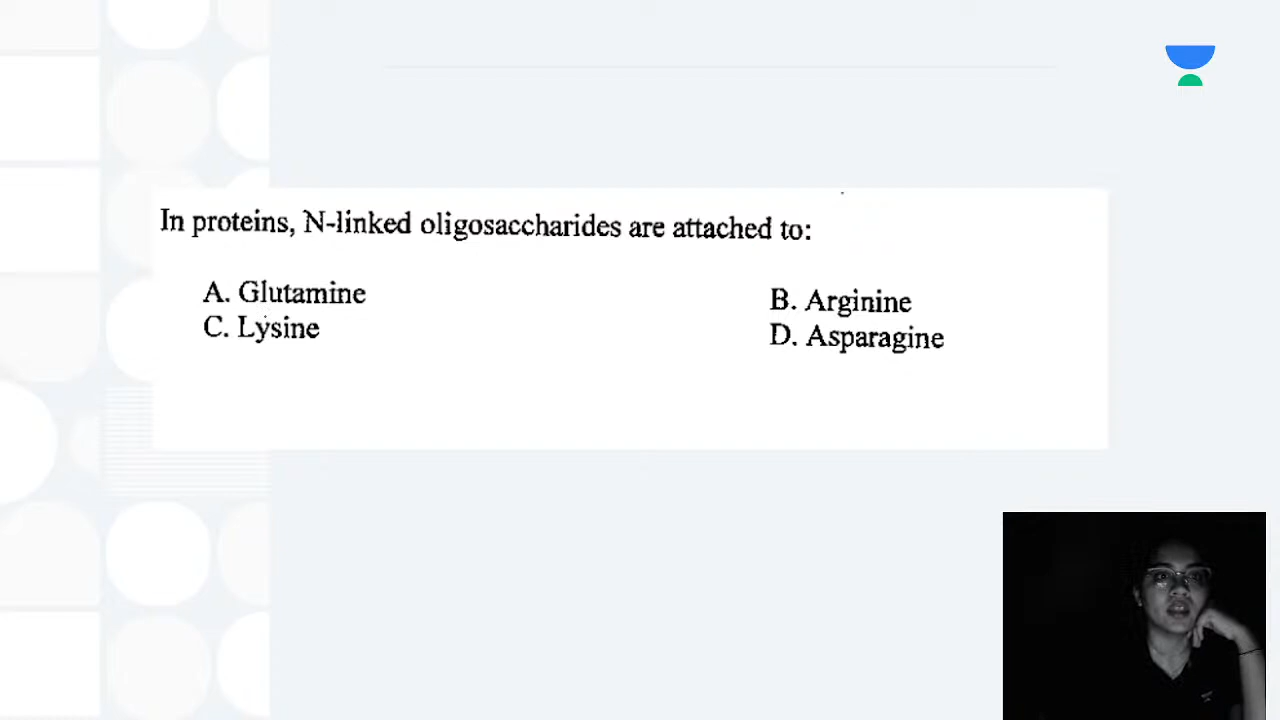 In proteins, N-linked oligosaccharides are attached to:
A. Glutamine B. Arginine
C. Lysine D. Asparagine